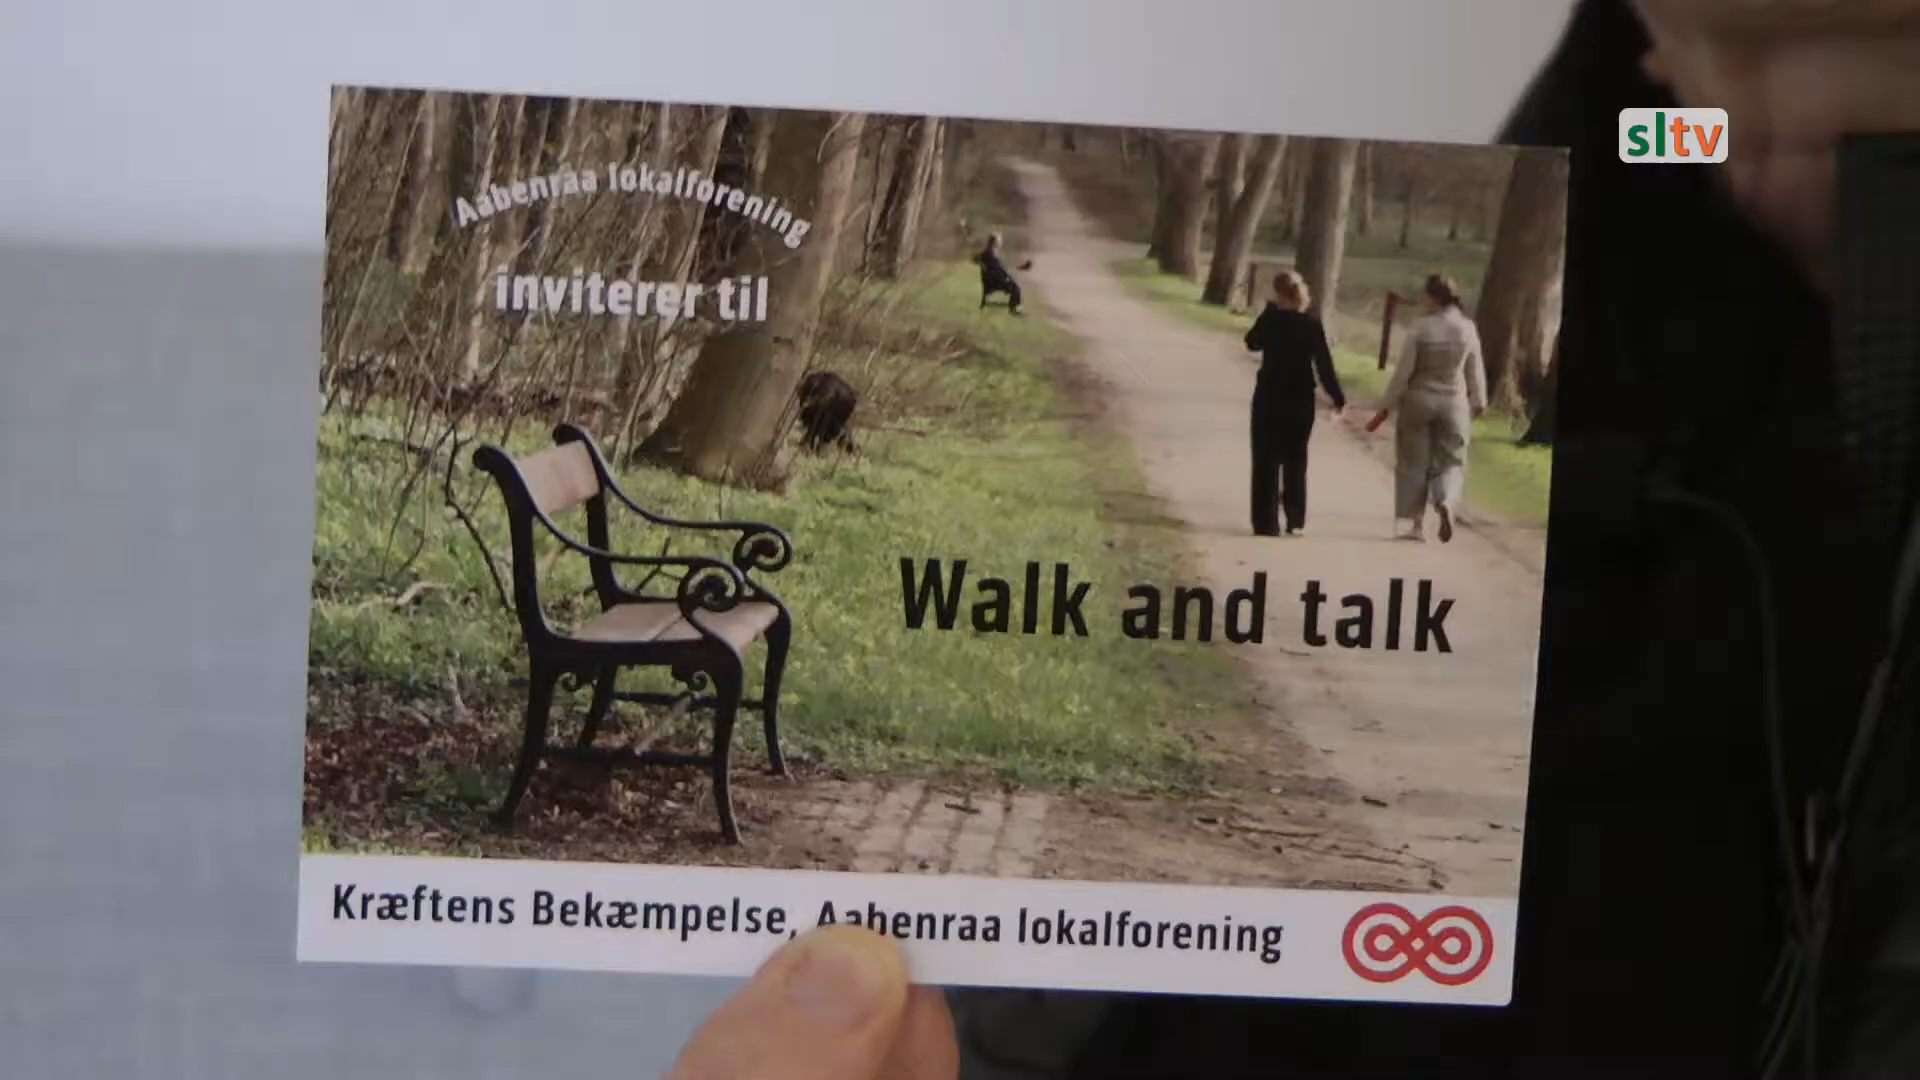 sltv
Aabenraa lokalforening
inviterer til
Walk and talk
Kræftens Bekæmpelse, Aabenraa lokalforening